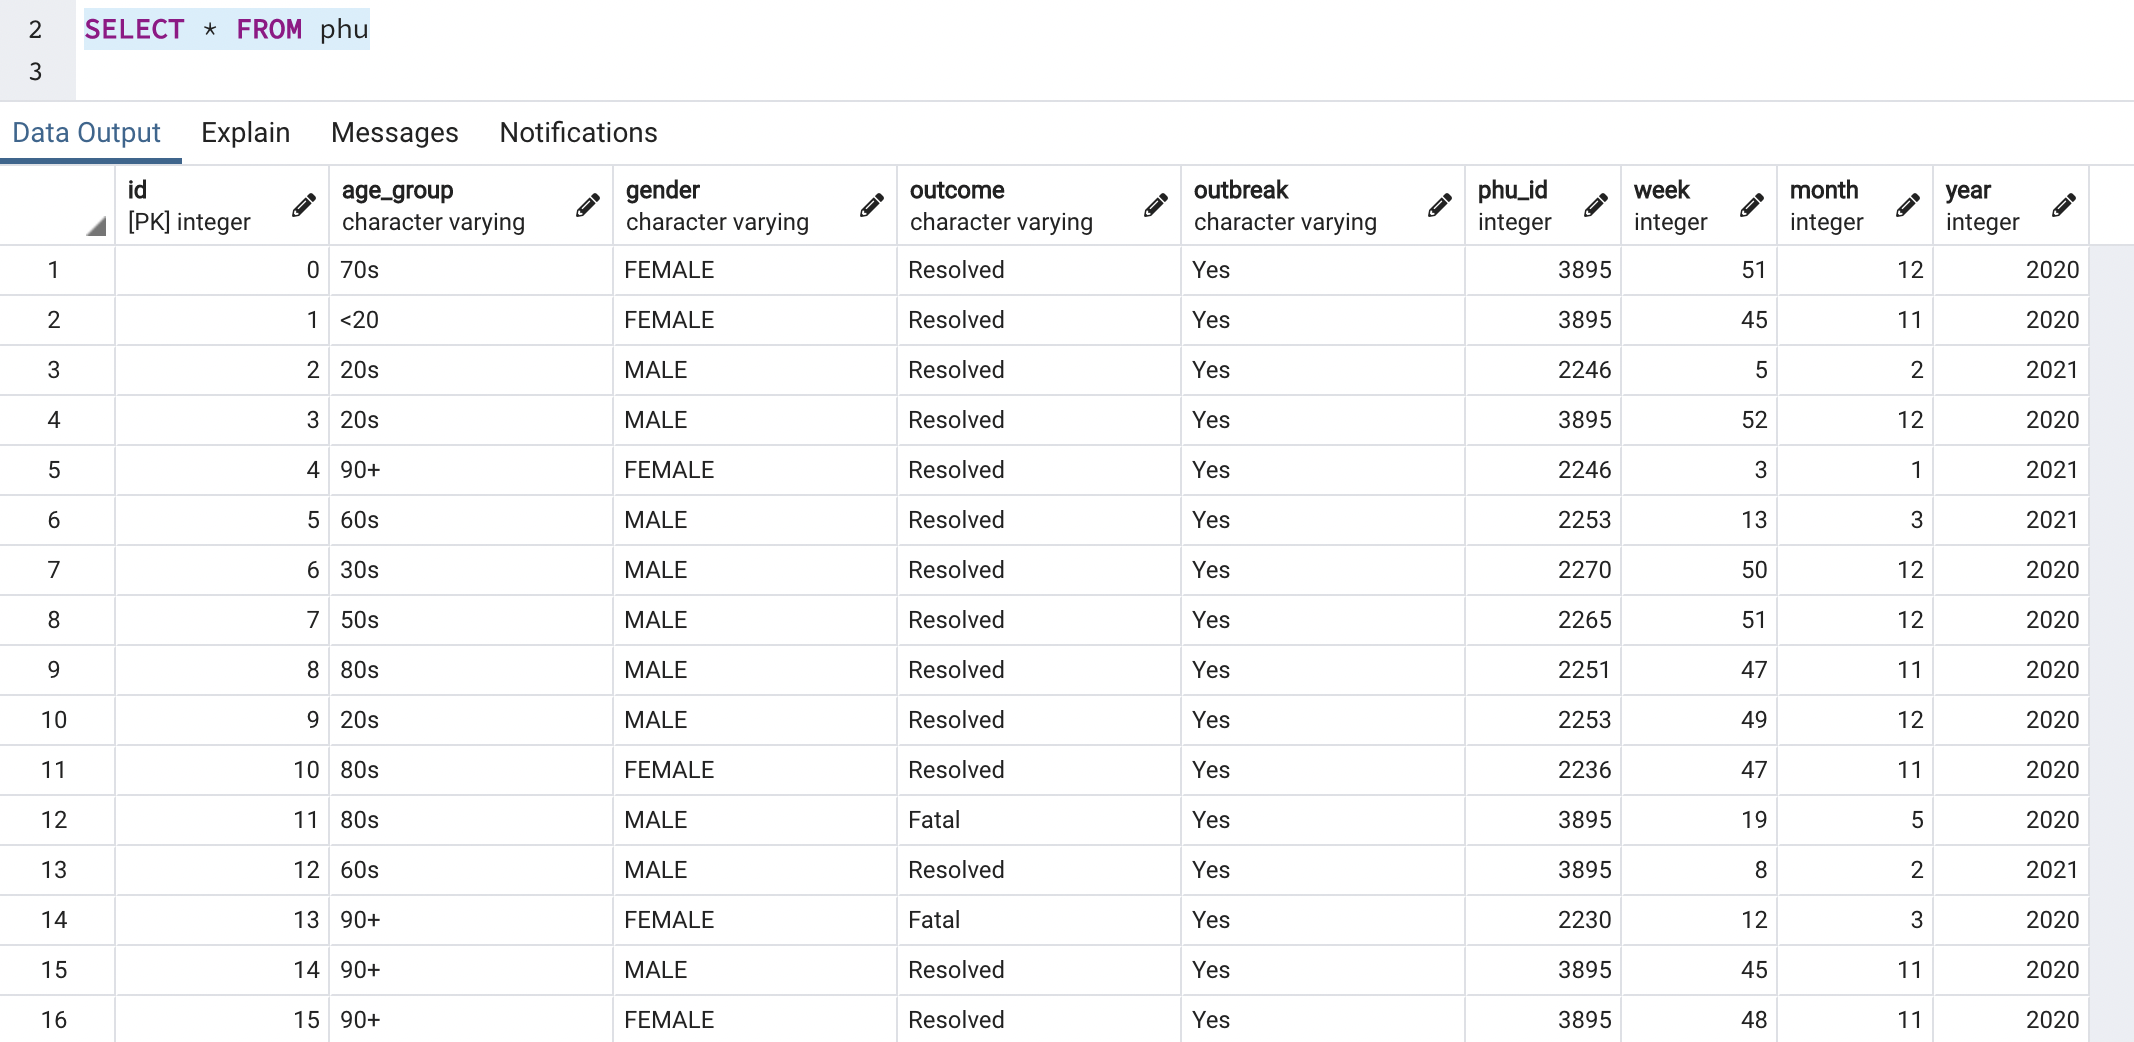 2 SELECT * FROM phu
3
Data Output Explain Messages Notifications
id age_group gender outcome outbreak phu_id week month year
[PK] integer character varying character varying character varying character varying integer integer integer integer
1 0 70s FEMALE Resolved Yes 3895 51 12 2020
2 1 <20 FEMALE Resolved Yes 3895 45 11 2020
3 2 20s MALE Resolved Yes 2246 5 2 2021
4 3 20s MALE Resolved Yes 3895 52 12 2020
5 4 90+ FEMALE Resolved Yes 2246 3 1 2021
6 5 60s MALE Resolved Yes 2253 13 3 2021
7 6 30s MALE Resolved Yes 2270 50 12 2020
8 7 50s MALE Resolved Yes 2265 51 12 2020
9 8 80s MALE Resolved Yes 2251 47 11 2020
10 9 20s MALE Resolved Yes 2253 49 12 2020
11 10 80s FEMALE Resolved Yes 2236 47 11 2020
12 11 80s MALE Fatal Yes 3895 19 5 2020
13 12 60s MALE Resolved Yes 3895 8 2 2021
14 13 90+ FEMALE Fatal Yes 2230 12 3 2020
15 14 90+ MALE Resolved Yes 3895 45 11 2020
16 15 90+ FEMALE Resolved Yes 3895 48 11 2020